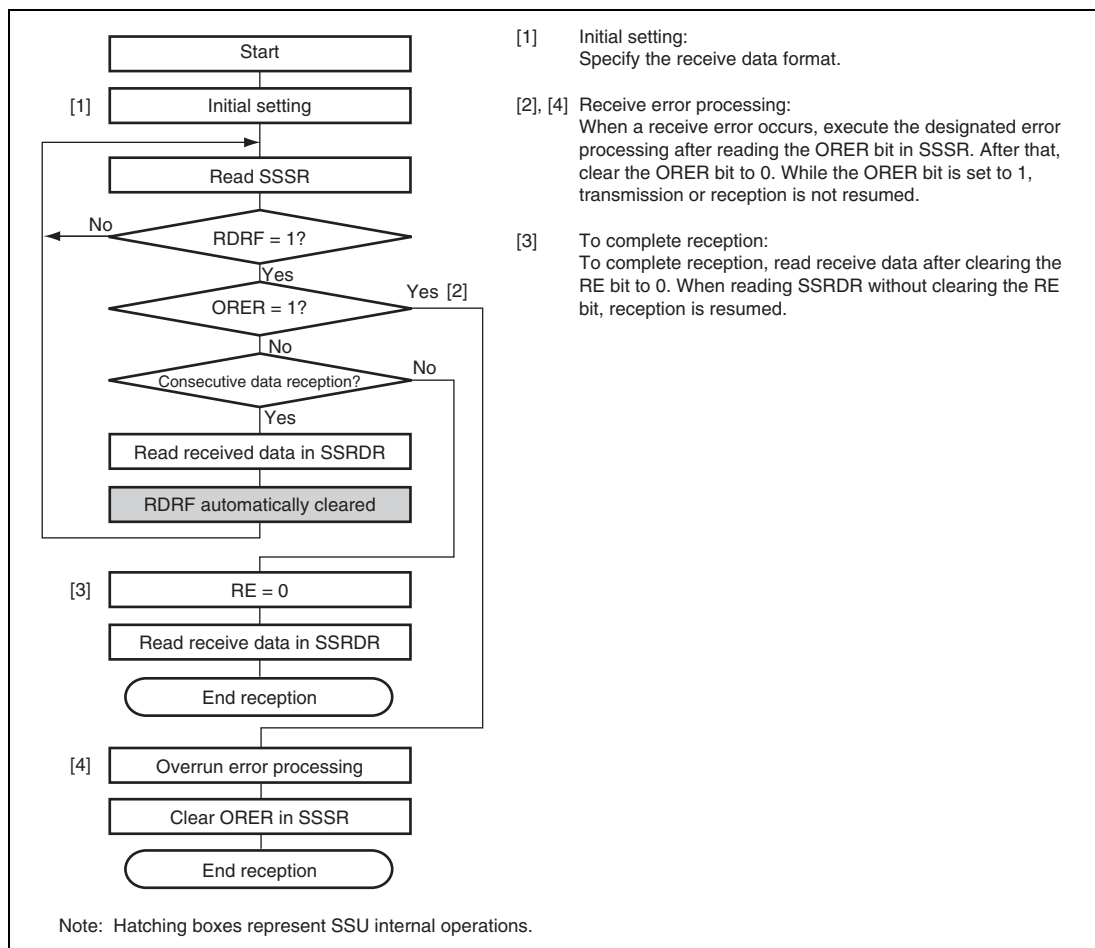 Start
[1] Initial setting
Read SSSR
No
RDRF = 1?
Yes
ORER = 1?
Yes [2]
No
Consecutive data reception?
No
Yes
Read received data in SSRDR
RDRF automatically cleared
[3] RE = 0
Read receive data in SSRDR
End reception
[4] Overrun error processing
Clear ORER in SSSR
End reception
[1] Initial setting:
Specify the receive data format.
[2], [4] Receive error processing:
When a receive error occurs, execute the designated error
processing after reading the ORER bit in SSSR. After that,
clear the ORER bit to 0. While the ORER bit is set to 1,
transmission or reception is not resumed.
[3] To complete reception:
To complete reception, read receive data after clearing the
RE bit to 0. When reading SSRDR without clearing the RE
bit, reception is resumed.
Note: Hatching boxes represent SSU internal operations.